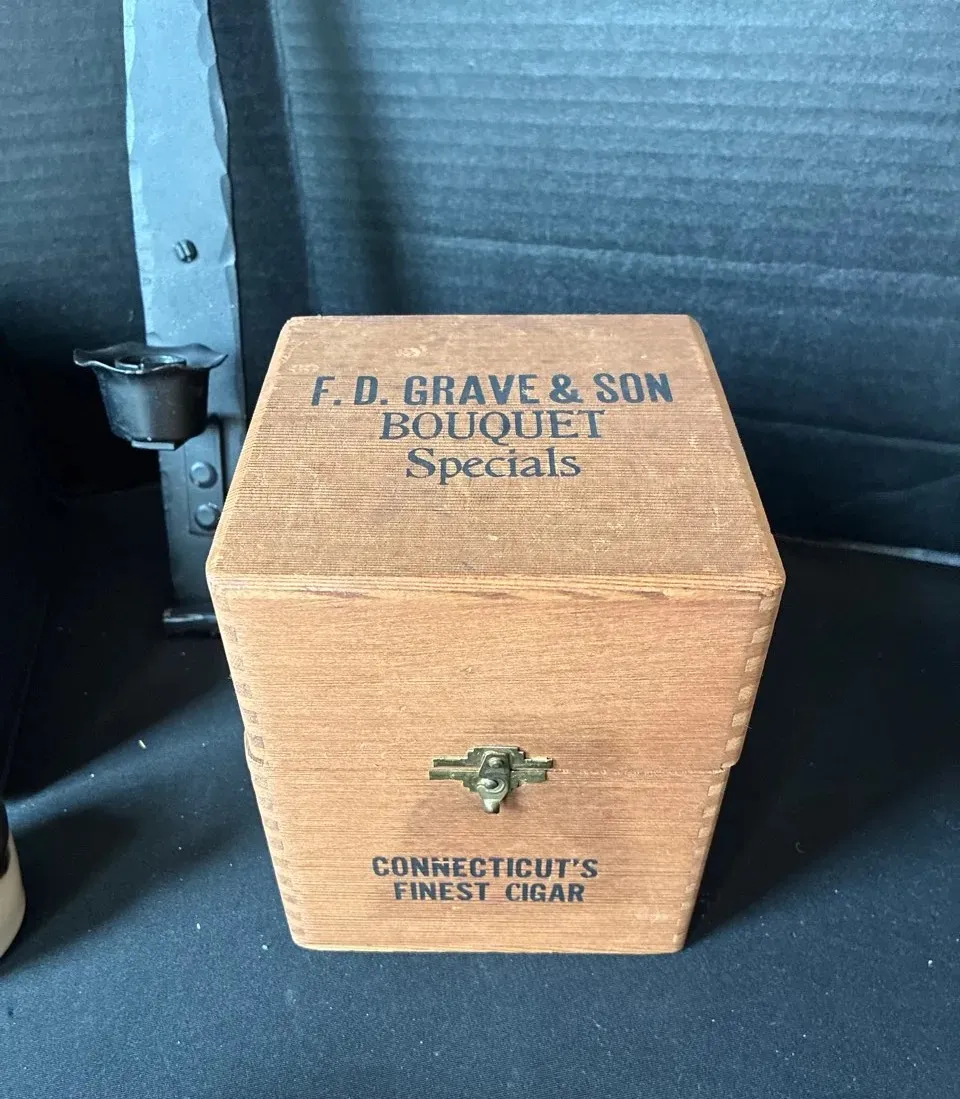 F. D. GRAVE & SON
BOUQUET
Specials
CONNECTICUT'S
FINEST CIGAR